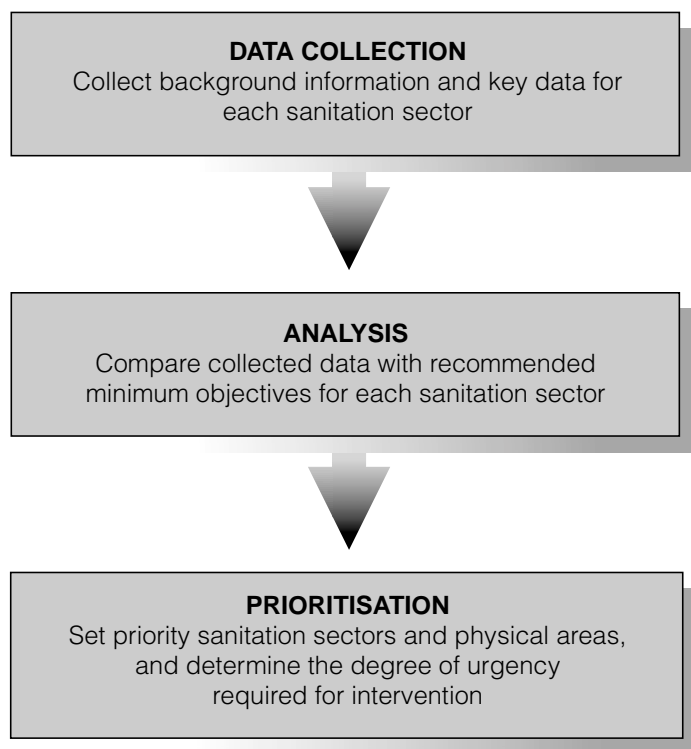 DATA COLLECTION
Collect background information and key data for
each sanitation sector
ANALYSIS
Compare collected data with recommended
minimum objectives for each sanitation sector
PRIORITISATION
Set priority sanitation sectors and physical areas,
and determine the degree of urgency
required for intervention